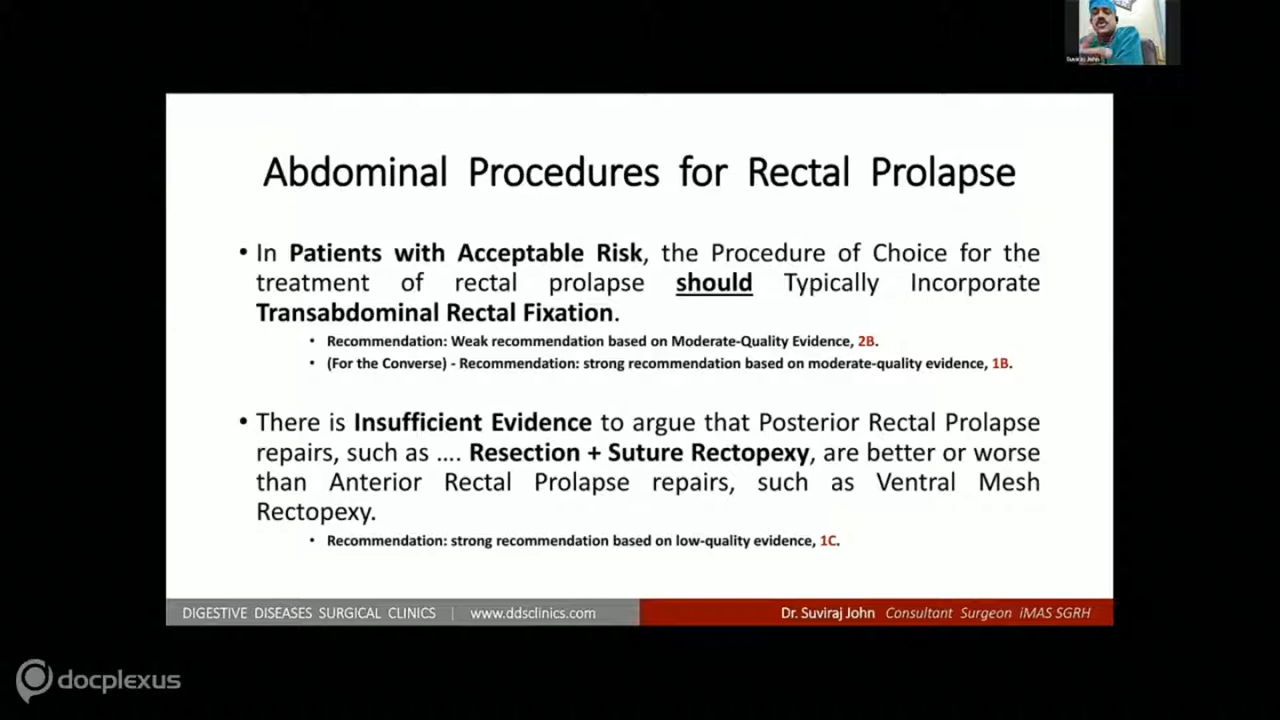 Suviraj John
Abdominal Procedures for Rectal Prolapse
• In Patients with Acceptable Risk, the Procedure of Choice for the
treatment of rectal prolapse should Typically Incorporate
Transabdominal Rectal Fixation.
• Recommendation: Weak recommendation based on Moderate-Quality Evidence, 2B.
• (For the Converse) - Recommendation: strong recommendation based on moderate-quality evidence, 1B.
• There is Insufficient Evidence to argue that Posterior Rectal Prolapse
repairs, such as .... Resection + Suture Rectopexy, are better or worse
than Anterior Rectal Prolapse repairs, such as Ventral Mesh
Rectopexy.
• Recommendation: strong recommendation based on low-quality evidence, 1C.
DIGESTIVE DISEASES SURGICAL CLINICS | www.ddsclinics.com
Dr. Suviraj John Consultant Surgeon iMAS SGRH
docplexus